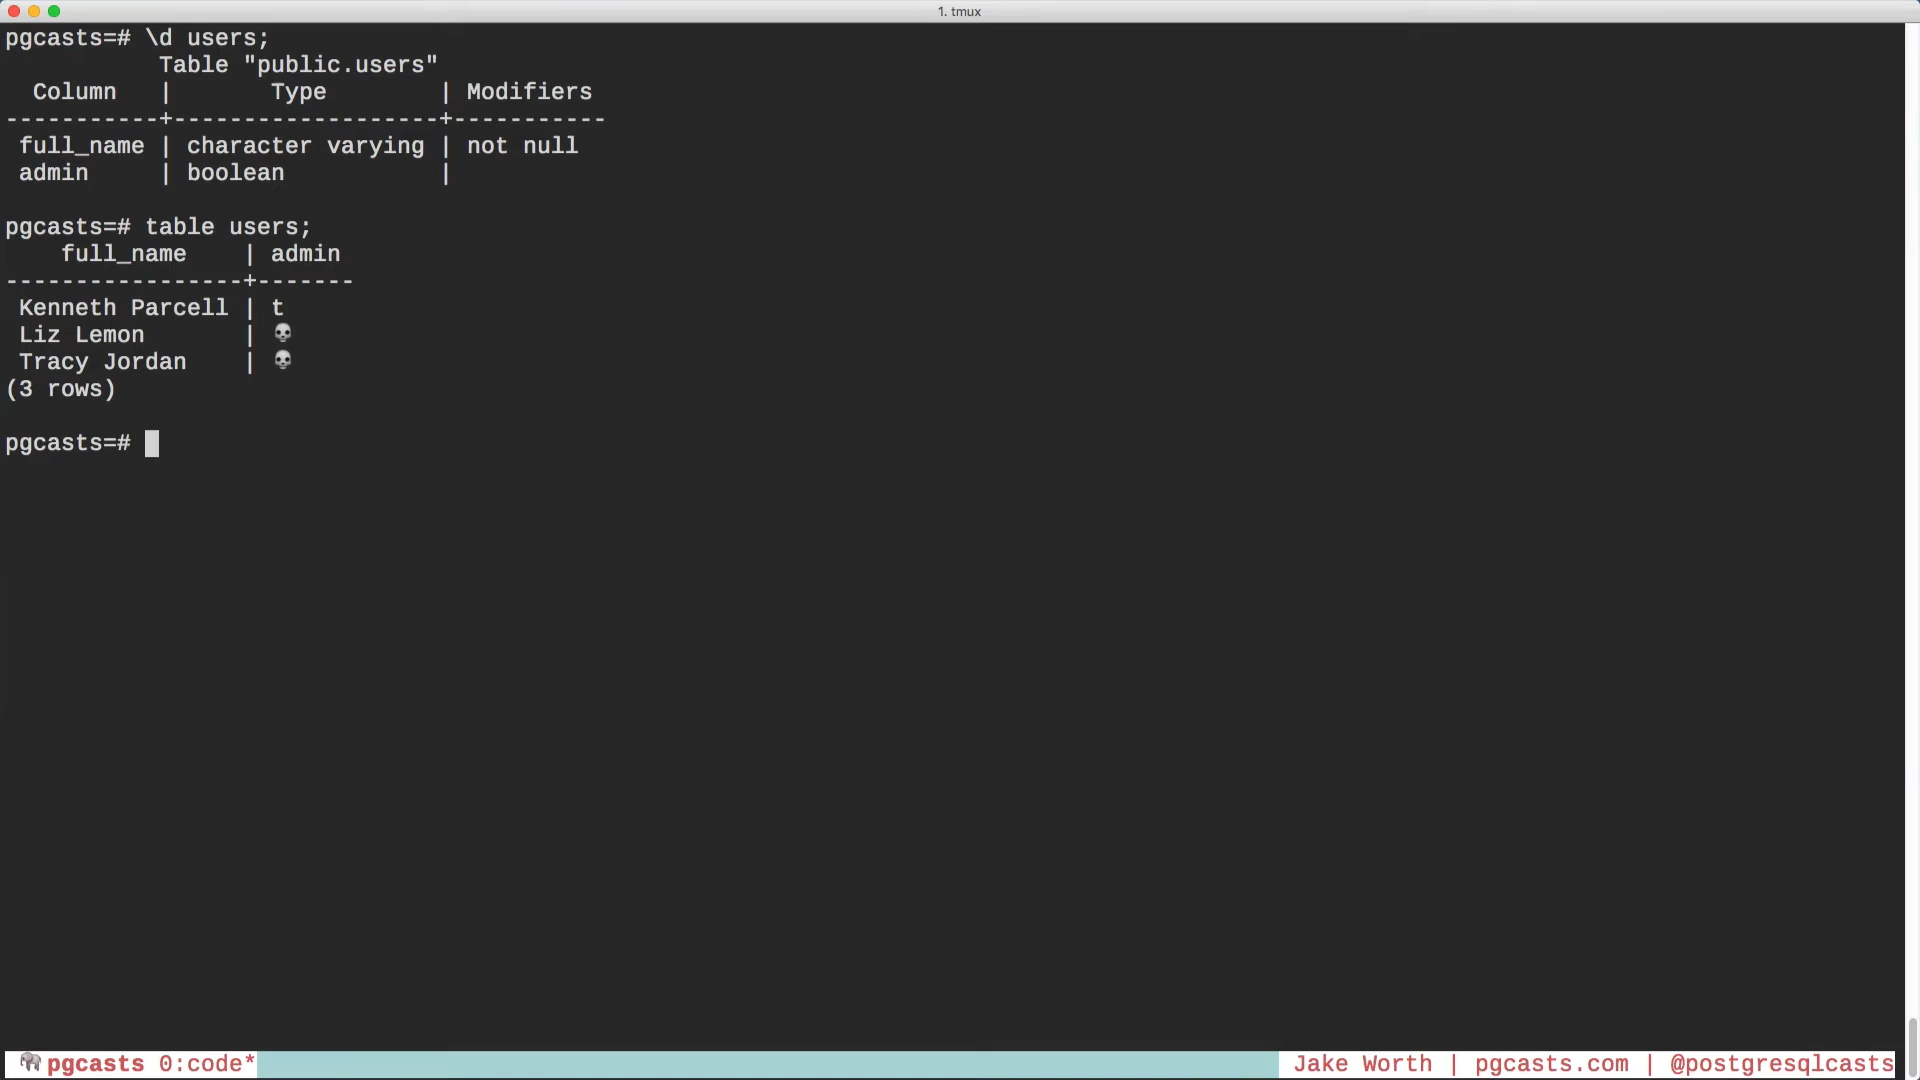 1. tmux
pgcasts=# \d users;
Table "public.users"
Column | Type | Modifiers
-----------+-------------------+-----------
full_name | character varying | not null
admin | boolean |
pgcasts=# table users;
full_name | admin
-----------------+-------
Kenneth Parcell | t
Liz Lemon | 💀
Tracy Jordan | 💀
(3 rows)
pgcasts=#
🐘pgcasts 0:code* Jake Worth | pgcasts.com | @postgresqlcasts